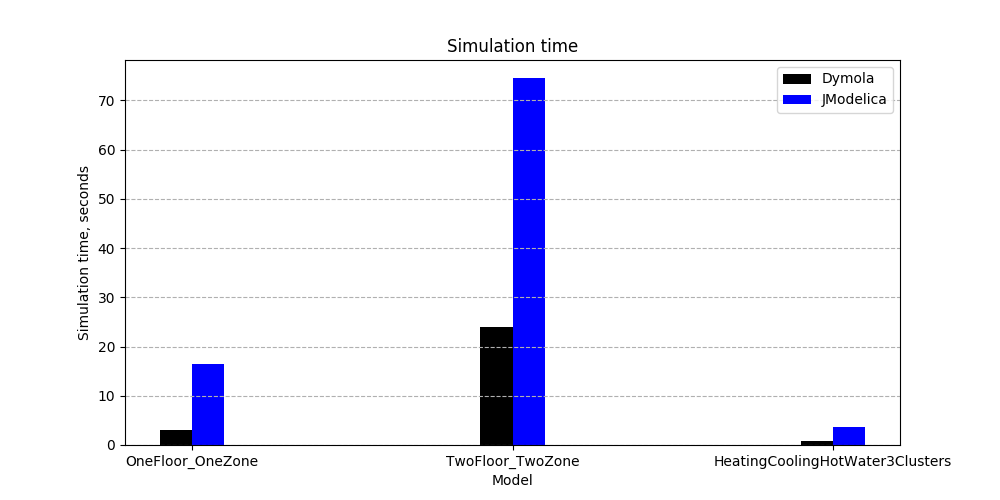 Simulation time
Dymola
JModelica
Simulation time, seconds
70
60
50
40
30
20
10
0
OneFloor_OneZone TwoFloor_TwoZone HeatingCoolingHotWater3Clusters
Model